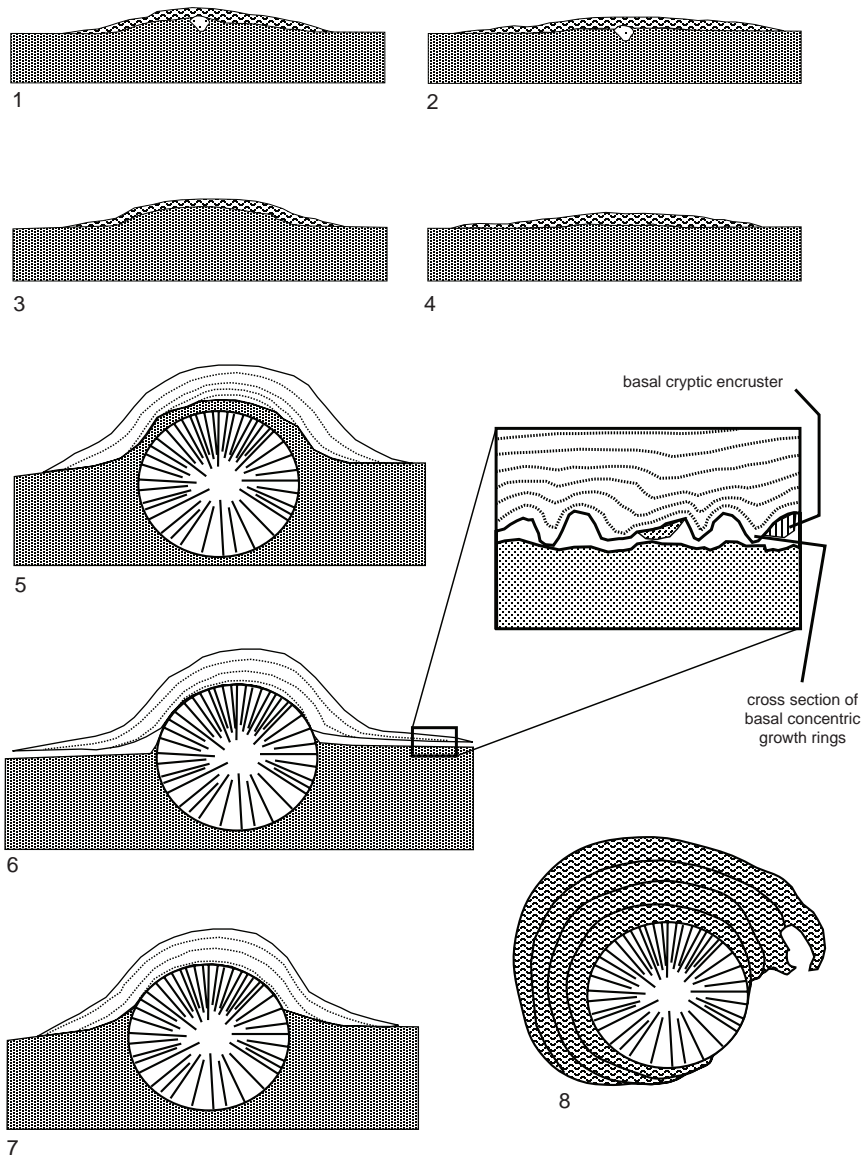 1
2
3
4
basal cryptic encruster
5
cross section of
basal concentric
growth rings
6
8
7